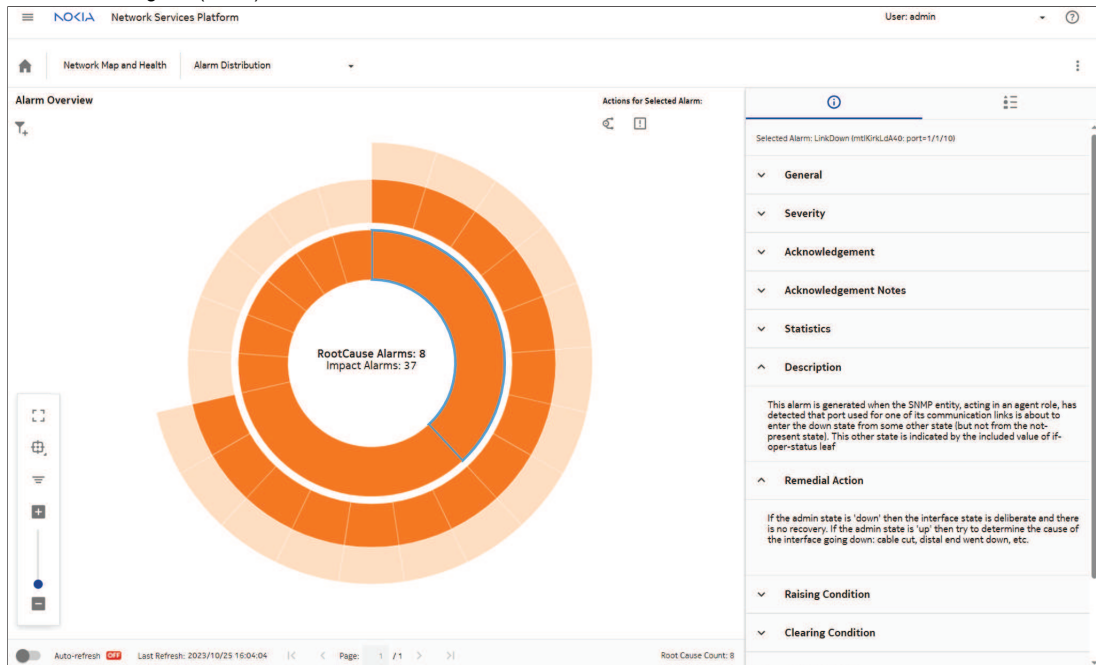 NOKIA Network Services Platform
User: admin
Network Map and Health
Alarm Distribution
Alarm Overview
Actions for Selected Alarm:
RootCause Alarms: 8
Impact Alarms: 37
Selected Alarm: LinkDown (mtlKirkLdA40: port=1/1/10)
General
Severity
Acknowledgement
Acknowledgement Notes
Statistics
Description
This alarm is generated when the SNMP entity, acting in an agent role, has
detected that port used for one of its communication links is about to
enter the down state from some other state (but not from the not-
present state). This other state is indicated by the included value of if-
oper-status leaf
Remedial Action
If the admin state is 'down' then the interface state is deliberate and there
is no recovery. If the admin state is 'up' then try to determine the cause of
the interface going down: cable cut, distal end went down, etc.
Raising Condition
Clearing Condition
Auto-refresh OFF Last Refresh: 2023/10/25 16:04:04 Page: 1 / 1 Root Cause Count: 8